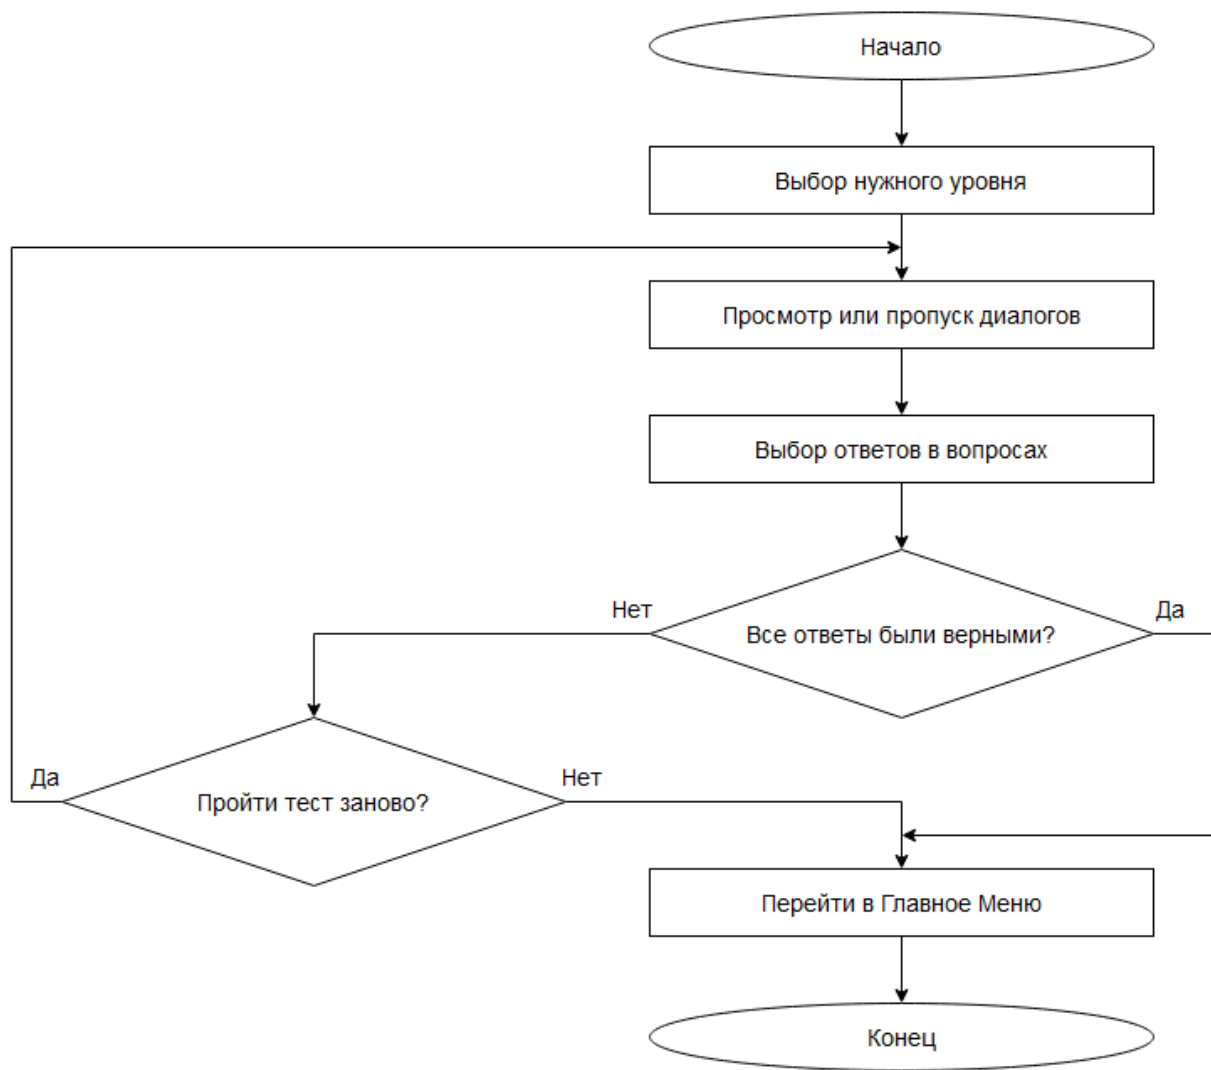 Начало
Выбор нужного уровня
Просмотр или пропуск диалогов
Выбор ответов в вопросах
Нет
Да
Все ответы были верными?
Да
Нет
Пройти тест заново?
Перейти в Главное Меню
Конец